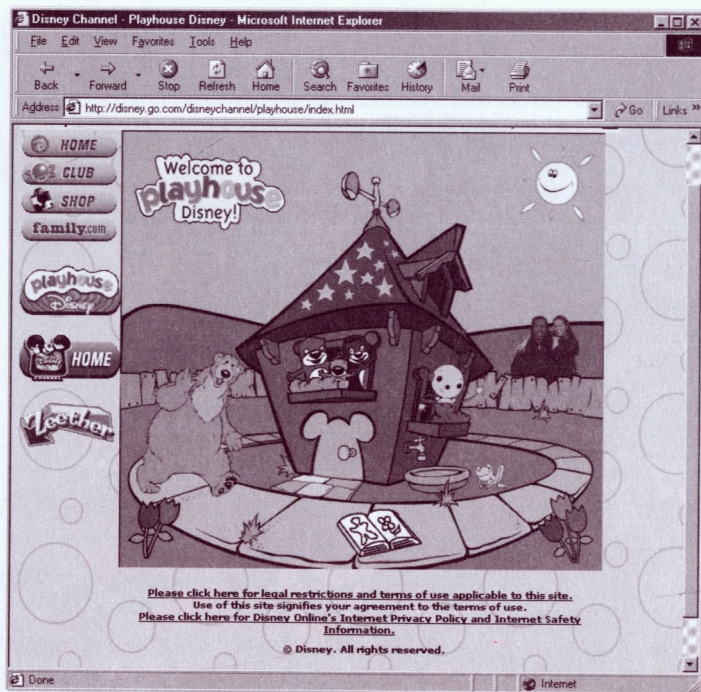 Disney Channel - Playhouse Disney - Microsoft Internet Explorer
File Edit View Favorites Tools Help
Back Forward Stop Refresh Home Search Favorites History Mail Print
Address http://disney.go.com/disneychannel/playhouse/index.html Go Links »
HOME
CLUB
SHOP
family.com
playhouse
Disney
HOME
CHANNEL
Zeether
Welcome to
playhouse
Disney!
Please click here for legal restrictions and terms of use applicable to this site.
Use of this site signifies your agreement to the terms of use.
Please click here for Disney Online's Internet Privacy Policy and Internet Safety
Information.
© Disney. All rights reserved.
Done Internet